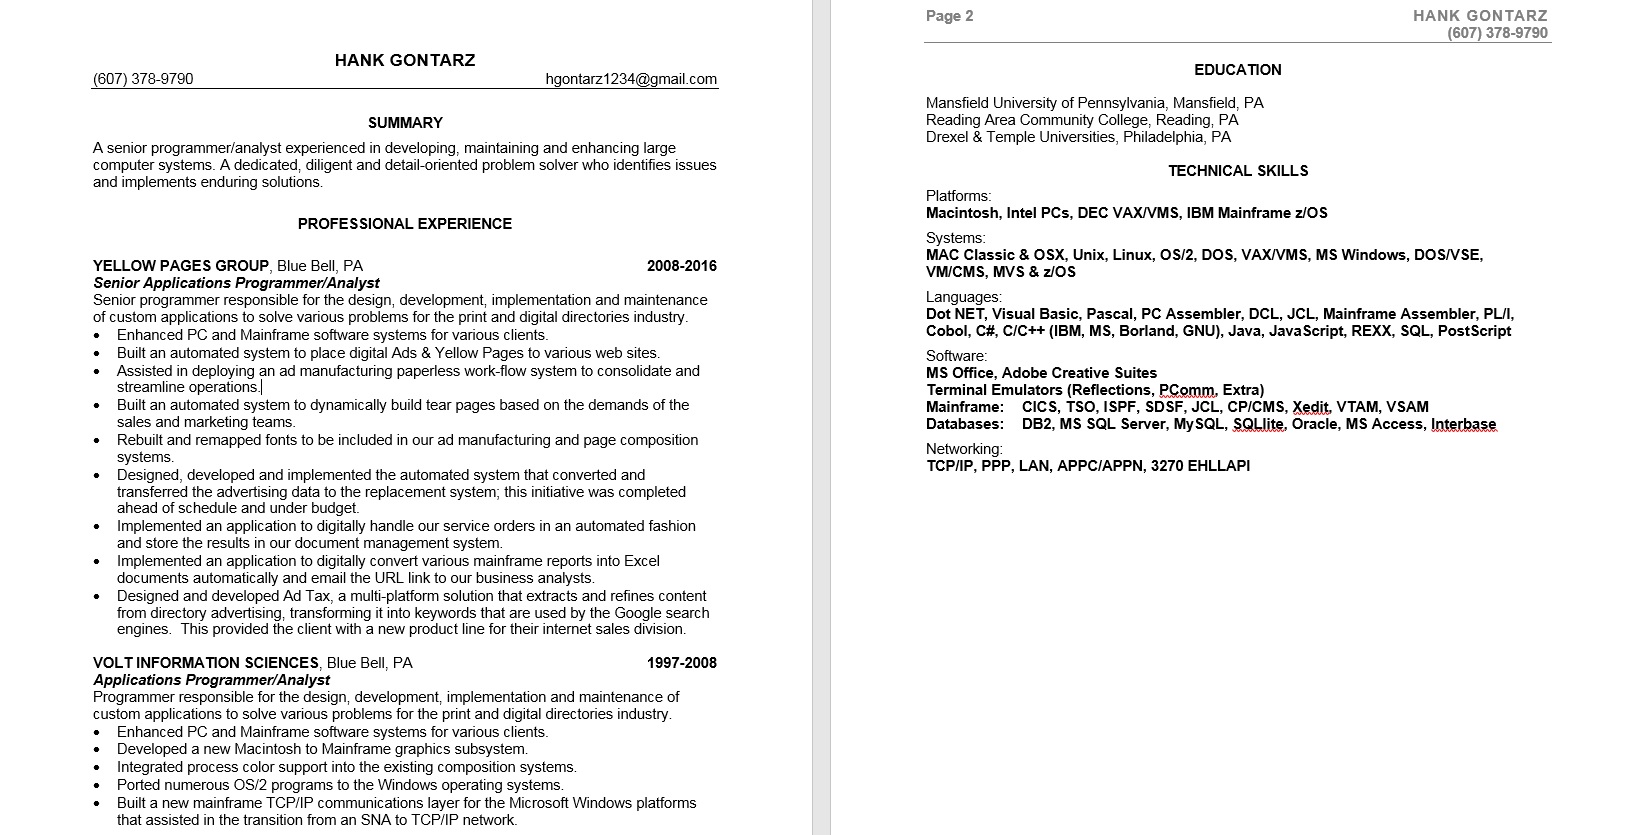 HANK GONTARZ
(607) 378-9790 hgontarz1234@gmail.com
SUMMARY
A senior programmer/analyst experienced in developing, maintaining and enhancing large
computer systems. A dedicated, diligent and detail-oriented problem solver who identifies issues
and implements enduring solutions.
PROFESSIONAL EXPERIENCE
YELLOW PAGES GROUP, Blue Bell, PA 2008-2016
Senior Applications Programmer/Analyst
Senior programmer responsible for the design, development, implementation and maintenance
of custom applications to solve various problems for the print and digital directories industry.
• Enhanced PC and Mainframe software systems for various clients.
• Built an automated system to place digital Ads & Yellow Pages to various web sites.
• Assisted in deploying an ad manufacturing paperless work-flow system to consolidate and
streamline operations.
• Built an automated system to dynamically build tear pages based on the demands of the
sales and marketing teams.
• Rebuilt and remapped fonts to be included in our ad manufacturing and page composition
systems.
• Designed, developed and implemented the automated system that converted and
transferred the advertising data to the replacement system; this initiative was completed
ahead of schedule and under budget.
• Implemented an application to digitally handle our service orders in an automated fashion
and store the results in our document management system.
• Implemented an application to digitally convert various mainframe reports into Excel
documents automatically and email the URL link to our business analysts.
• Designed and developed Ad Tax, a multi-platform solution that extracts and refines content
from directory advertising, transforming it into keywords that are used by the Google search
engines.  This provided the client with a new product line for their internet sales division.
VOLT INFORMATION SCIENCES, Blue Bell, PA 1997-2008
Applications Programmer/Analyst
Programmer responsible for the design, development, implementation and maintenance of
custom applications to solve various problems for the print and digital directories industry.
• Enhanced PC and Mainframe software systems for various clients.
• Developed a new Macintosh to Mainframe graphics subsystem.
• Integrated process color support into the existing composition systems.
• Ported numerous OS/2 programs to the Windows operating systems.
• Built a new mainframe TCP/IP communications layer for the Microsoft Windows platforms
that assisted in the transition from an SNA to TCP/IP network.
Page 2 HANK GONTARZ
(607) 378-9790
EDUCATION
Mansfield University of Pennsylvania, Mansfield, PA
Reading Area Community College, Reading, PA
Drexel & Temple Universities, Philadelphia, PA
TECHNICAL SKILLS
Platforms:
Macintosh, Intel PCs, DEC VAX/VMS, IBM Mainframe z/OS
Systems:
MAC Classic & OSX, Unix, Linux, OS/2, DOS, VAX/VMS, MS Windows, DOS/VSE,
VM/CMS, MVS & z/OS
Languages:
Dot NET, Visual Basic, Pascal, PC Assembler, DCL, JCL, Mainframe Assembler, PL/I,
Cobol, C#, C/C++ (IBM, MS, Borland, GNU), Java, JavaScript, REXX, SQL, PostScript
Software:
MS Office, Adobe Creative Suites
Terminal Emulators (Reflections, PComm, Extra)
Mainframe: CICS, TSO, ISPF, SDSF, JCL, CP/CMS, Xedit, VTAM, VSAM
Databases: DB2, MS SQL Server, MySQL, SQLlite, Oracle, MS Access, Interbase
Networking:
TCP/IP, PPP, LAN, APPC/APPN, 3270 EHLLAPI